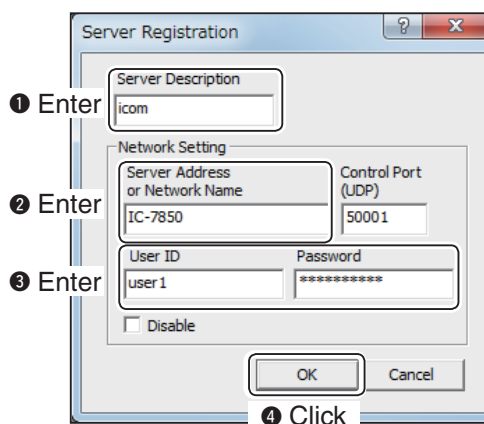 Server Registration
? X
Server Description
❶ Enter
icom
Network Setting
Server Address
or Network Name
Control Port
(UDP)
❷ Enter
IC-7850
50001
User ID
Password
❸ Enter
user1
**********
Disable
OK
Cancel
❹ Click